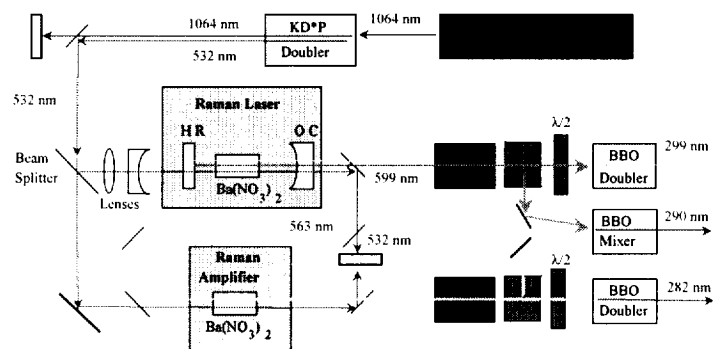 1064 nm
KD*P
1064 nm
532 nm
Doubler
532 nm
Raman Laser
λ/2
H R
O C
299 nm
Beam
Splitter
BBO
Doubler
599 nm
Lenses
Ba(NO3)2
563 nm
290 nm
BBO
Mixer
532 nm
Raman
Amplifier
λ/2
282 nm
BBO
Doubler
Ba(NO3)2